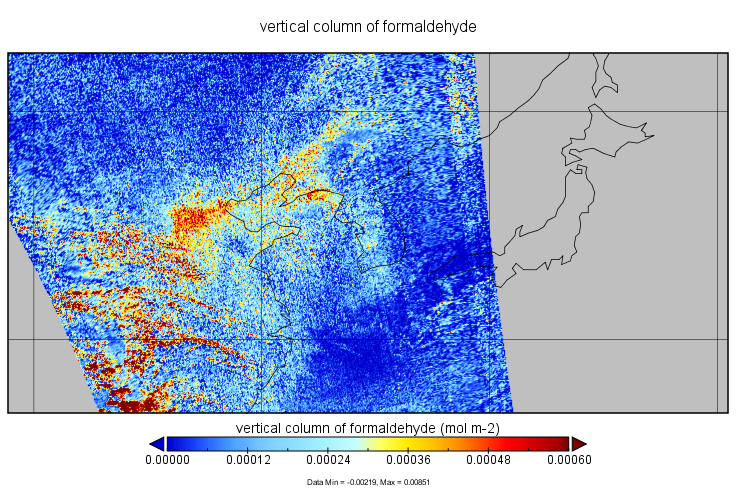 vertical column of formaldehyde
vertical column of formaldehyde (mol m-2)
0.00000 0.00012 0.00024 0.00036 0.00048 0.00060
Data Min = -0.00219, Max = 0.00851